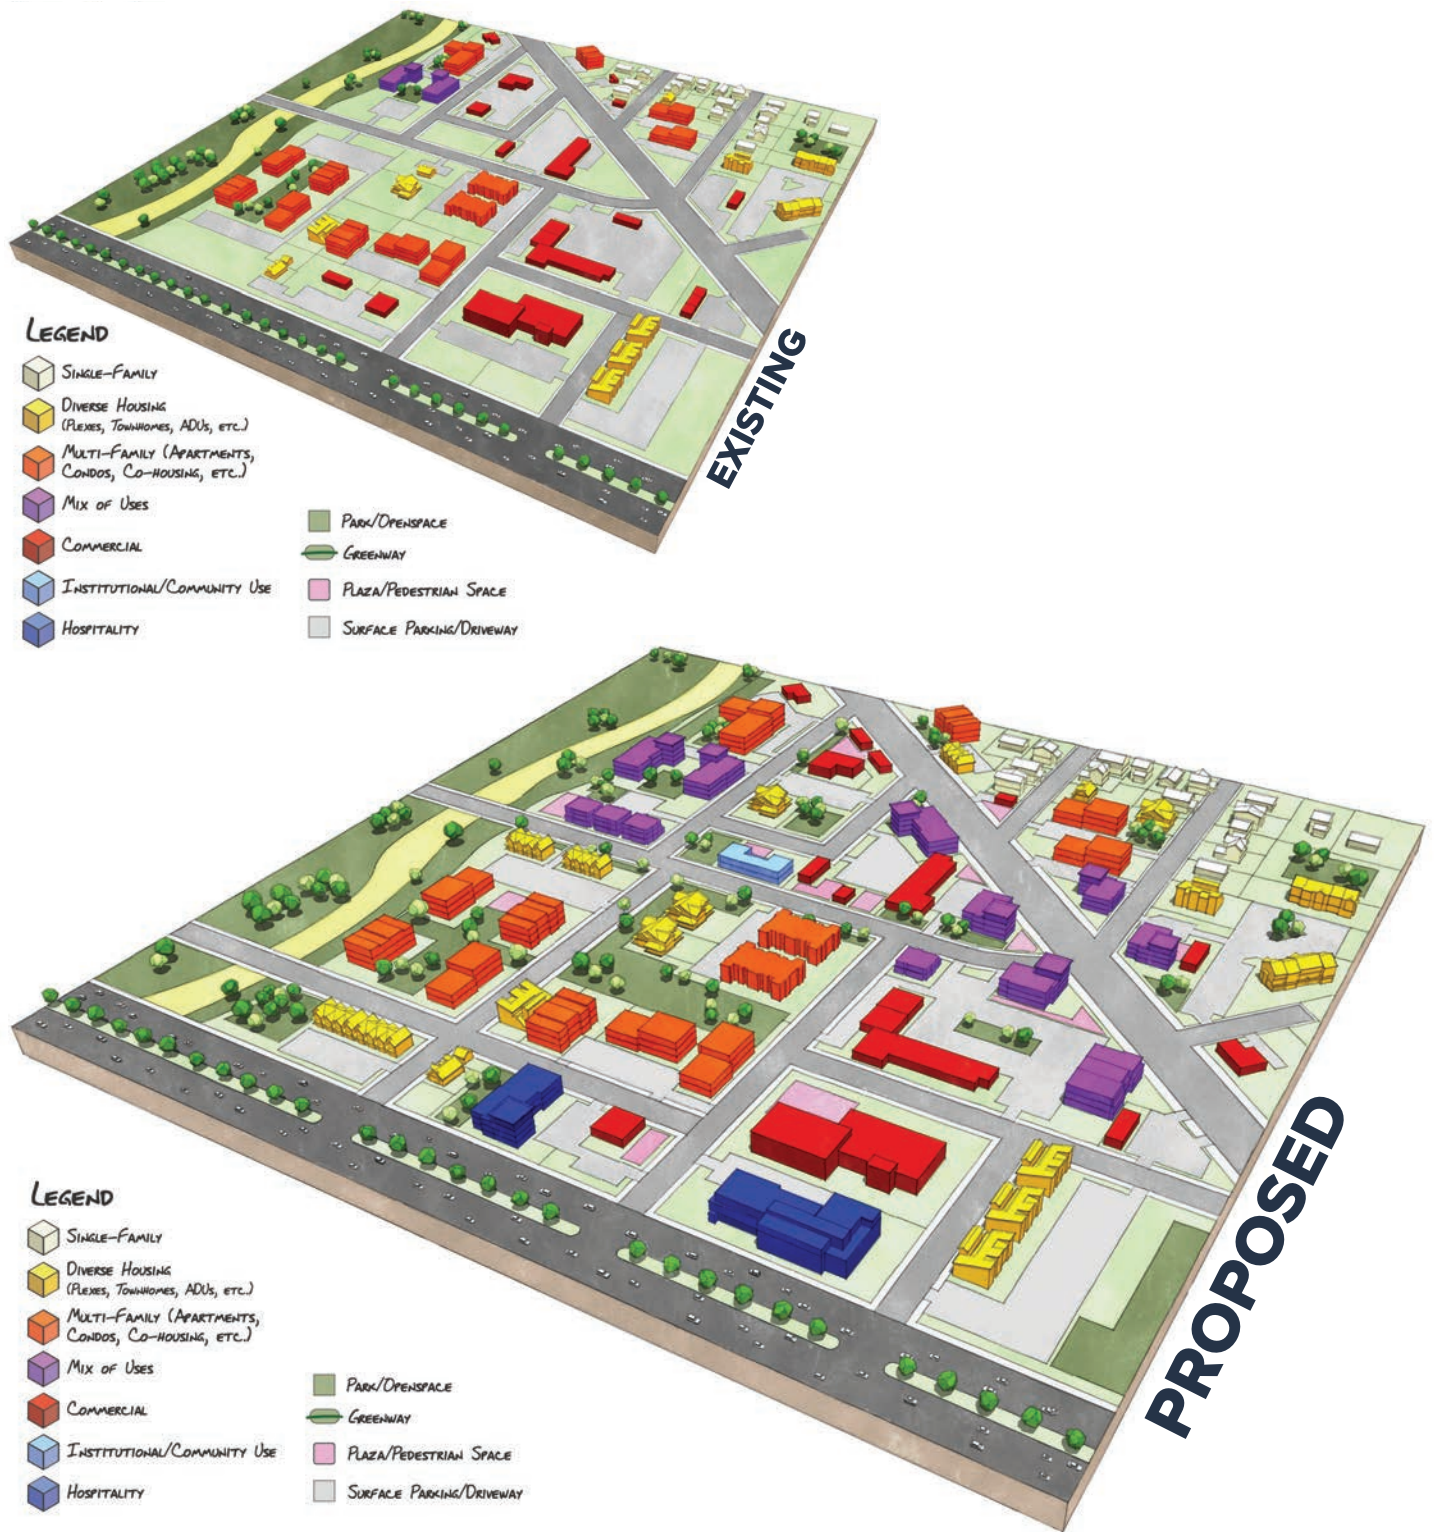 EXISTING
LEGEND
SINGLE-FAMILY
DIVERSE HOUSING
(PLEXES, TOWNHOMES, ADUS, ETC.)
MULTI-FAMILY (APARTMENTS,
CONDOS, CO-HOUSING, ETC.)
MIX OF USES
COMMERCIAL
INSTITUTIONAL/COMMUNITY USE
HOSPITALITY
PARK/OPENSPACE
GREENWAY
PLAZA/PEDESTRIAN SPACE
SURFACE PARKING/DRIVEWAY
PROPOSED
LEGEND
SINGLE-FAMILY
DIVERSE HOUSING
(PLEXES, TOWNHOMES, ADUS, ETC.)
MULTI-FAMILY (APARTMENTS,
CONDOS, CO-HOUSING, ETC.)
MIX OF USES
COMMERCIAL
INSTITUTIONAL/COMMUNITY USE
HOSPITALITY
PARK/OPENSPACE
GREENWAY
PLAZA/PEDESTRIAN SPACE
SURFACE PARKING/DRIVEWAY